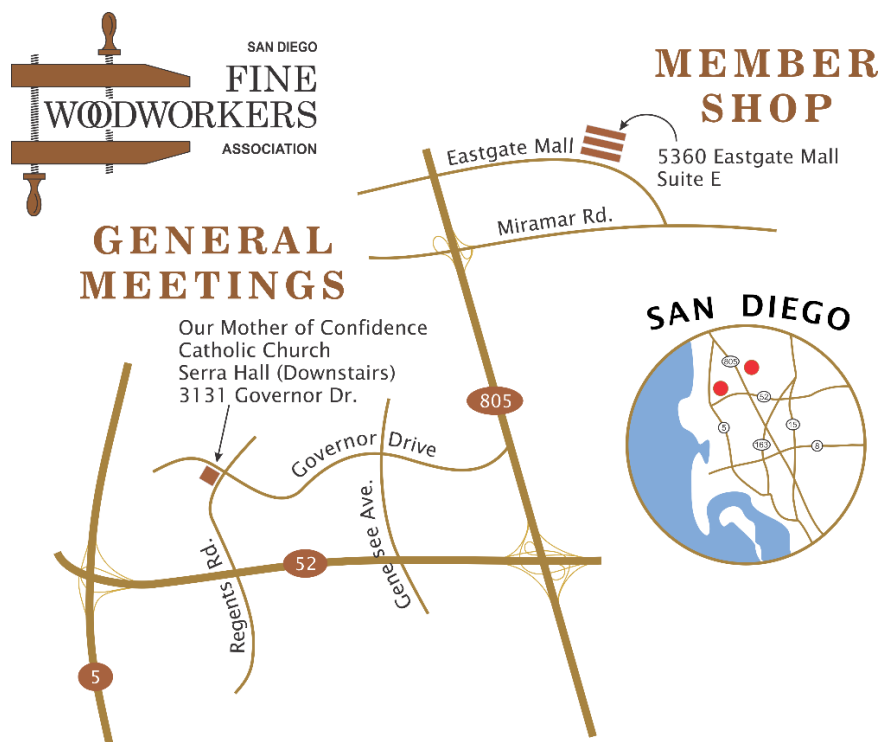 SAN DIEGO
FINE
WOODWORKERS
ASSOCIATION
MEMBER
SHOP
5360 Eastgate Mall
Suite E
Eastgate Mall
Miramar Rd.
GENERAL
MEETINGS
Our Mother of Confidence
Catholic Church
Serra Hall (Downstairs)
3131 Governor Dr.
805
Governor Drive
Genesee Ave.
Regents Rd.
52
5
SAN DIEGO
805
52
5
163
15
8